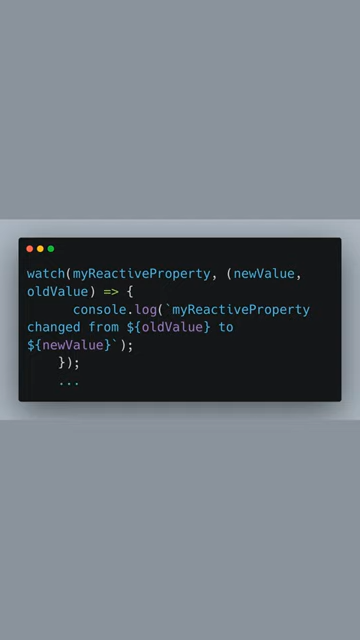 watch(myReactiveProperty, (newValue,
oldValue) => {
console.log(`myReactiveProperty
changed from ${oldValue} to
${newValue}`);
});
...